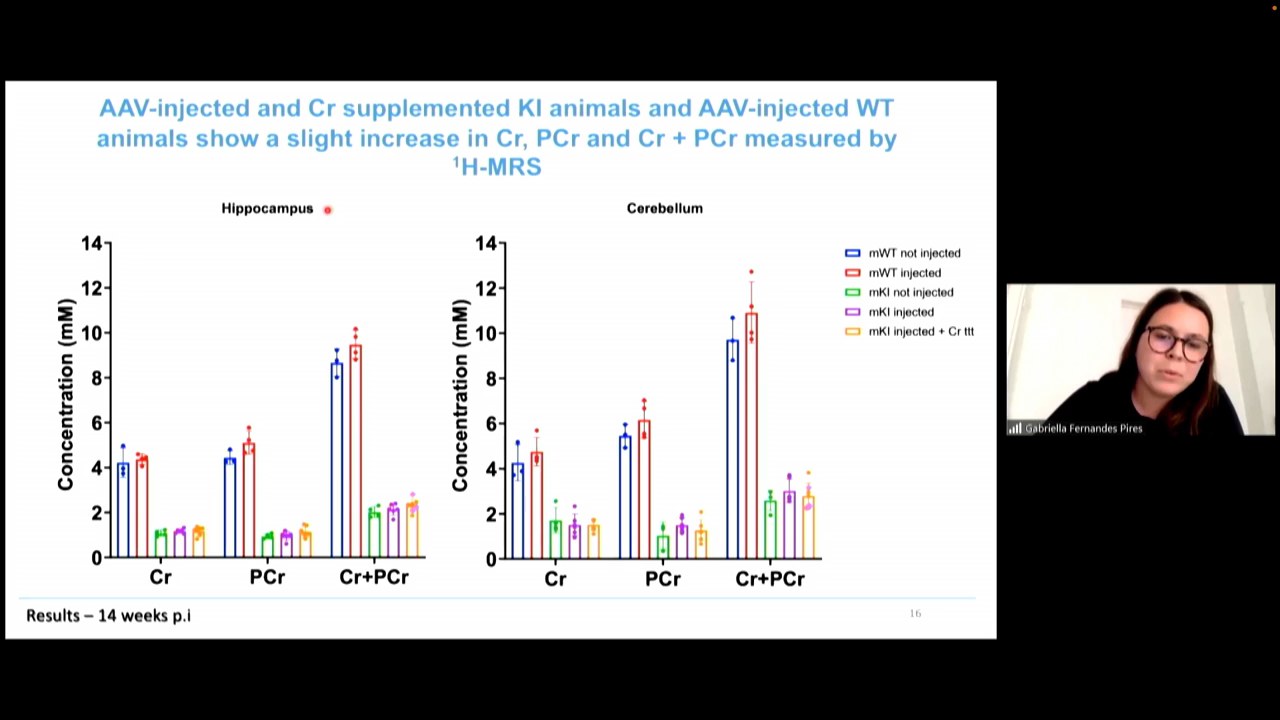 AAV-injected and Cr supplemented KI animals and AAV-injected WT
animals show a slight increase in Cr, PCr and Cr + PCr measured by
¹H-MRS
Hippocampus
Concentration (mM)
14
12
10
8
6
4
2
0
Cr
PCr
Cr+PCr
Cerebellum
Concentration (mM)
14
12
10
8
6
4
2
0
Cr
PCr
Cr+PCr
mWT not injected
mWT injected
mKI not injected
mKI injected
mKI injected + Cr ttt
Results – 14 weeks p.i
16
Gabriella Fernandes Pires